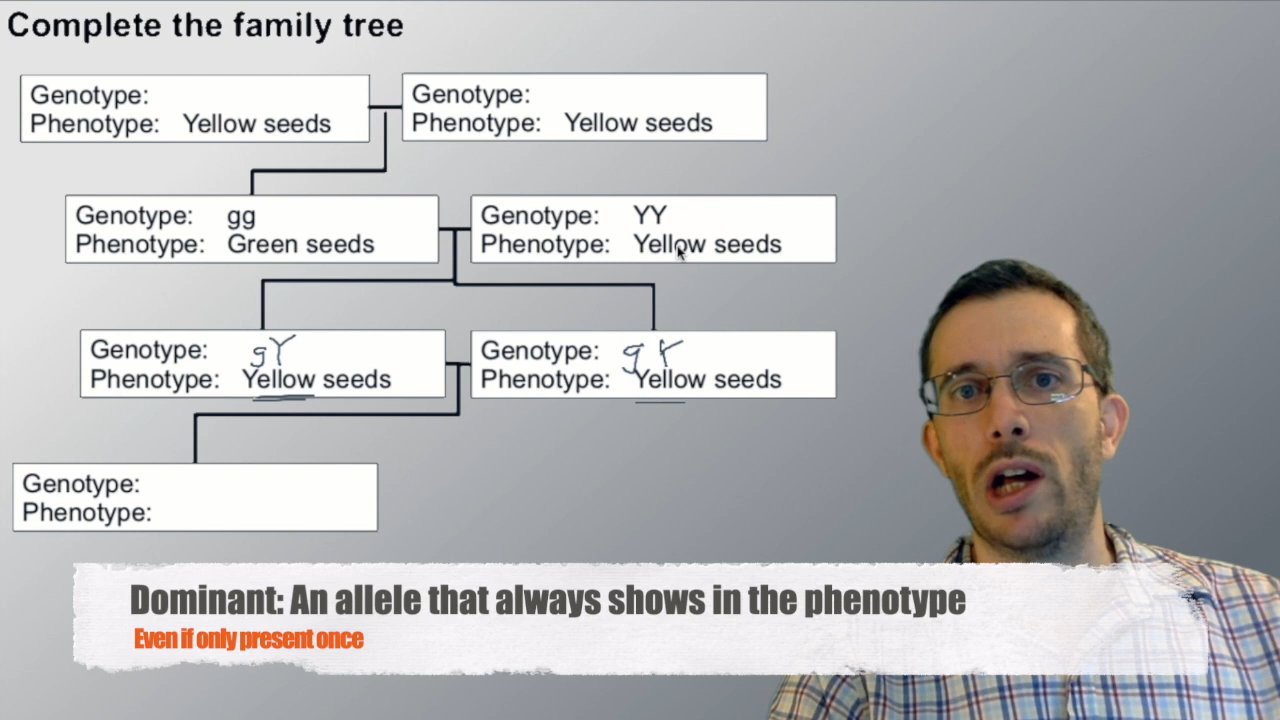 Complete the family tree
Genotype:
Phenotype: Yellow seeds
Genotype:
Phenotype: Yellow seeds
Genotype: gg
Phenotype: Green seeds
Genotype: YY
Phenotype: Yellow seeds
Genotype: gY
Phenotype: Yellow seeds
Genotype: gY
Phenotype: Yellow seeds
Genotype:
Phenotype:
Dominant: An allele that always shows in the phenotype
Even if only present once